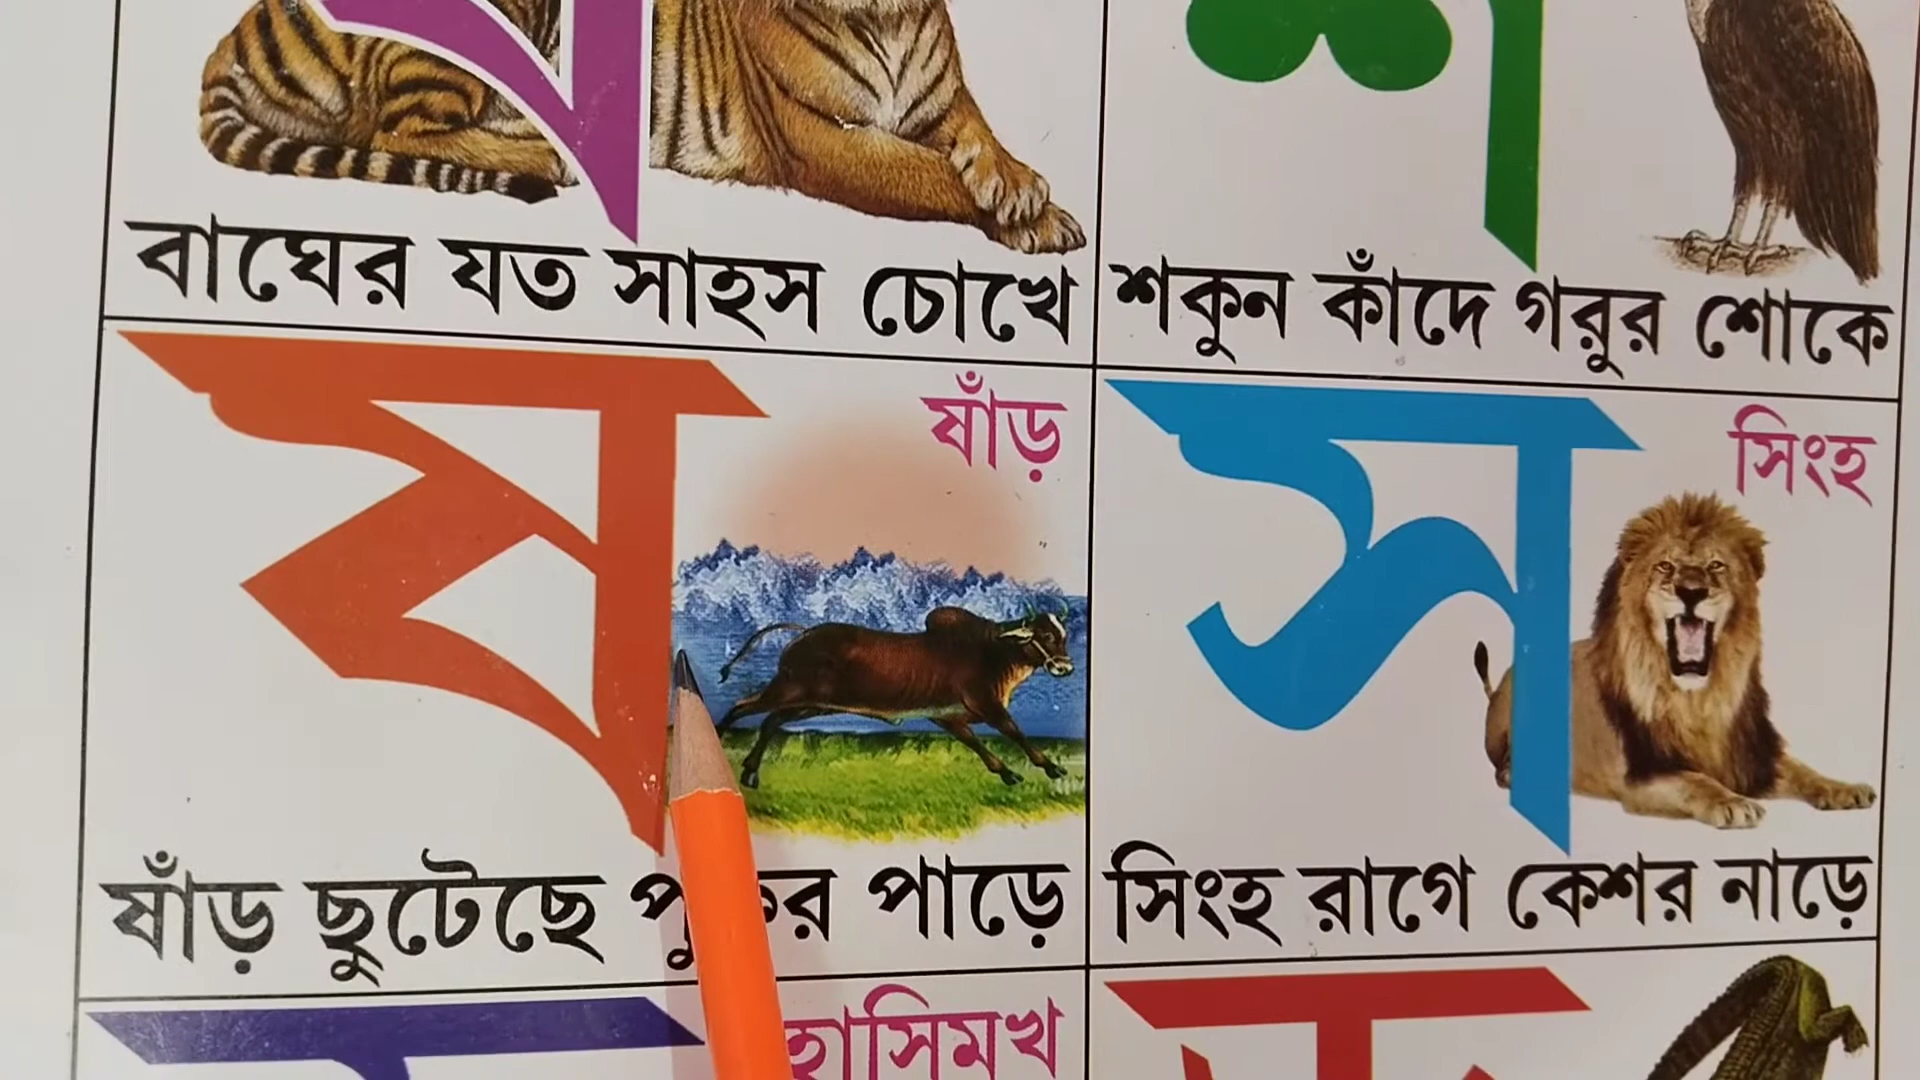 বাঘের যত সাহস চোখে
শকুন কাঁদে গরুর শোকে
ষ
ষাঁড়
স
সিংহ
ষাঁড় ছুটেছে পুকুর পাড়ে
সিংহ রাগে কেশর নাড়ে
হাসিমুখ